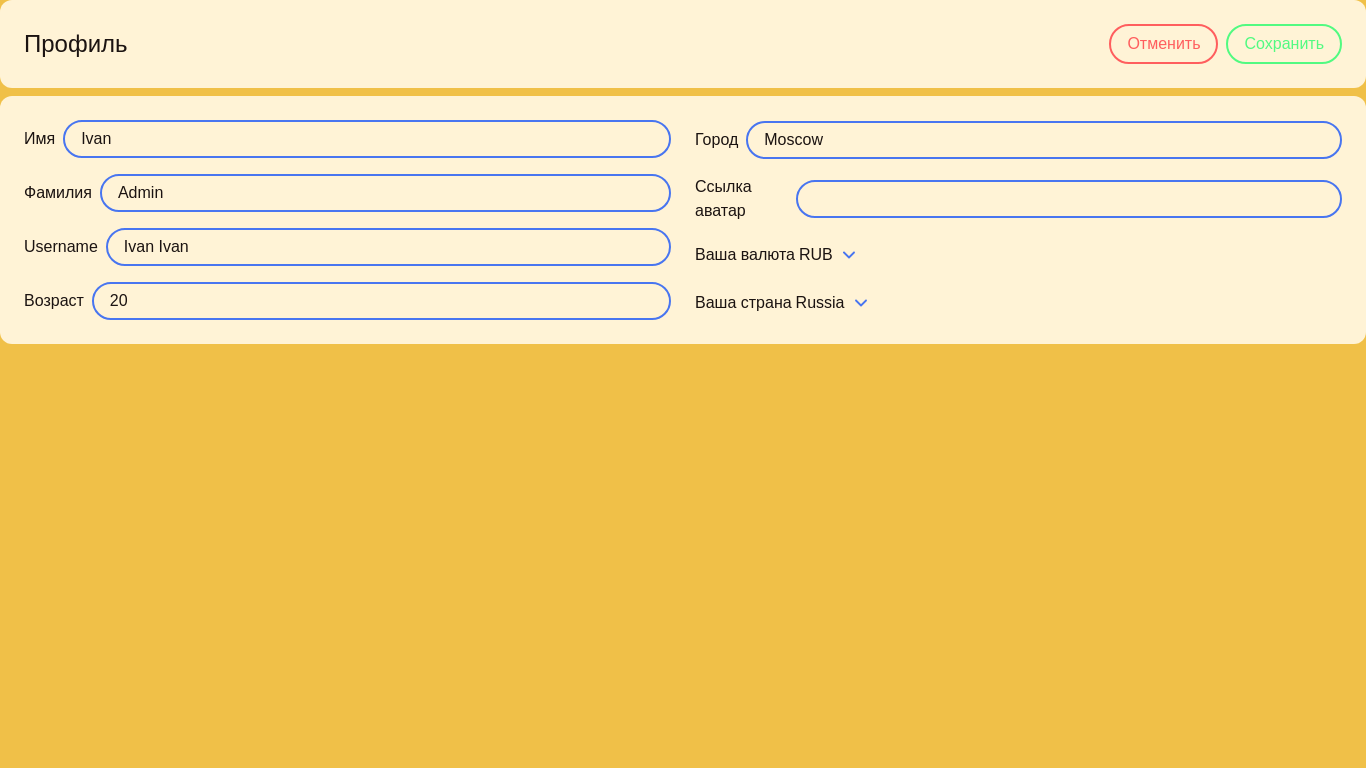 Профиль
Отменить
Сохранить
Имя Ivan
Фамилия Admin
Username Ivan Ivan
Возраст 20
Город Moscow
Ссылка
аватар
Ваша валюта RUB
Ваша страна Russia